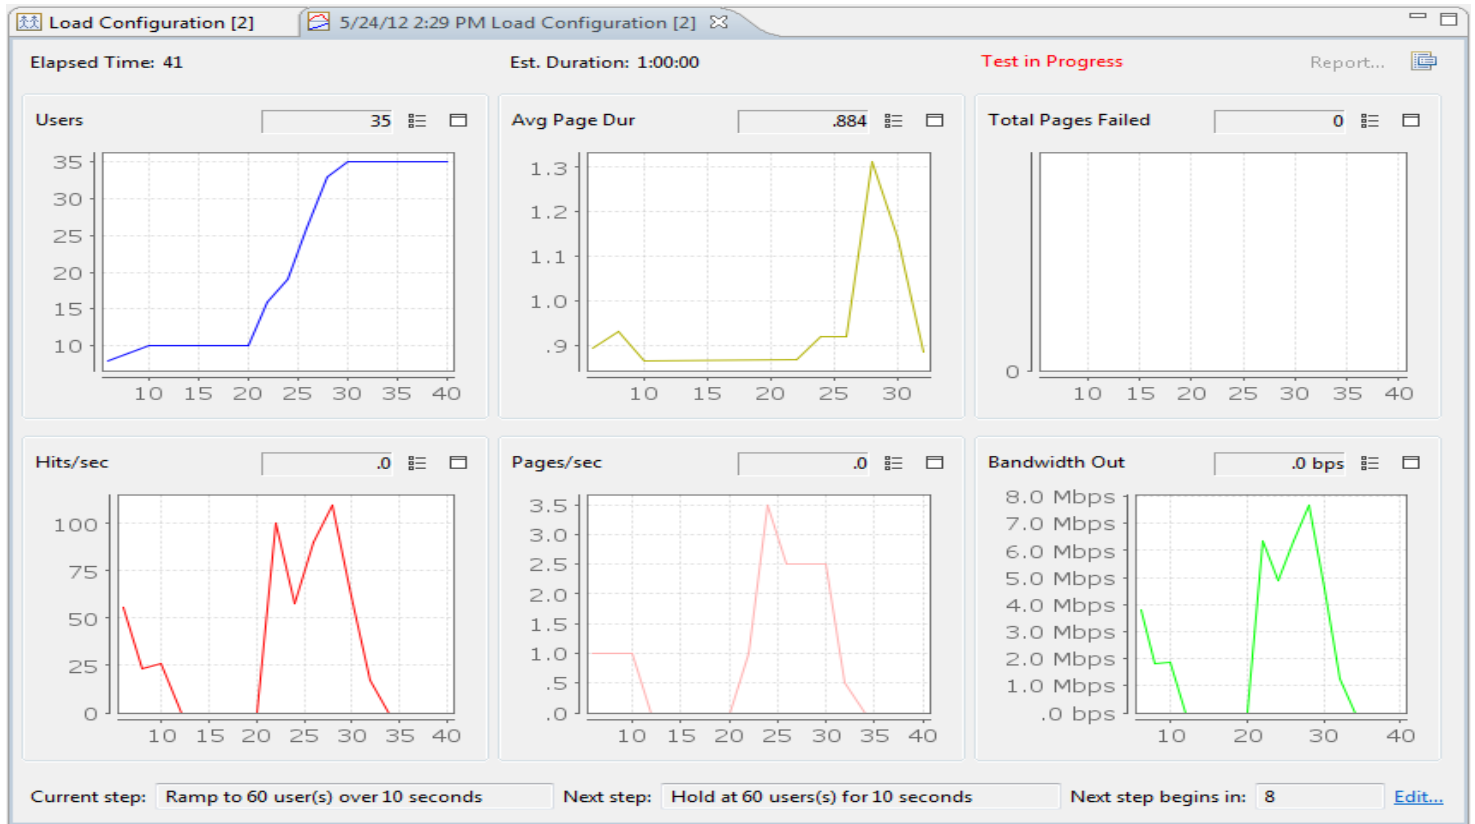 Load Configuration [2]
5/24/12 2:29 PM Load Configuration [2]
Elapsed Time: 41
Est. Duration: 1:00:00
Test in Progress
Report...
Users
35
35
30
25
20
15
10
10 15 20 25 30 35 40
Avg Page Dur
.884
1.3
1.2
1.1
1.0
.9
10 15 20 25 30
Total Pages Failed
0
0
10 15 20 25 30 35 40
Hits/sec
.0
100
75
50
25
0
10 15 20 25 30 35 40
Pages/sec
.0
3.5
3.0
2.5
2.0
1.5
1.0
.5
.0
10 15 20 25 30 35 40
Bandwidth Out
.0 bps
8.0 Mbps
7.0 Mbps
6.0 Mbps
5.0 Mbps
4.0 Mbps
3.0 Mbps
2.0 Mbps
1.0 Mbps
.0 bps
10 20 30 40
Current step: Ramp to 60 user(s) over 10 seconds
Next step: Hold at 60 users(s) for 10 seconds
Next step begins in: 8
Edit...